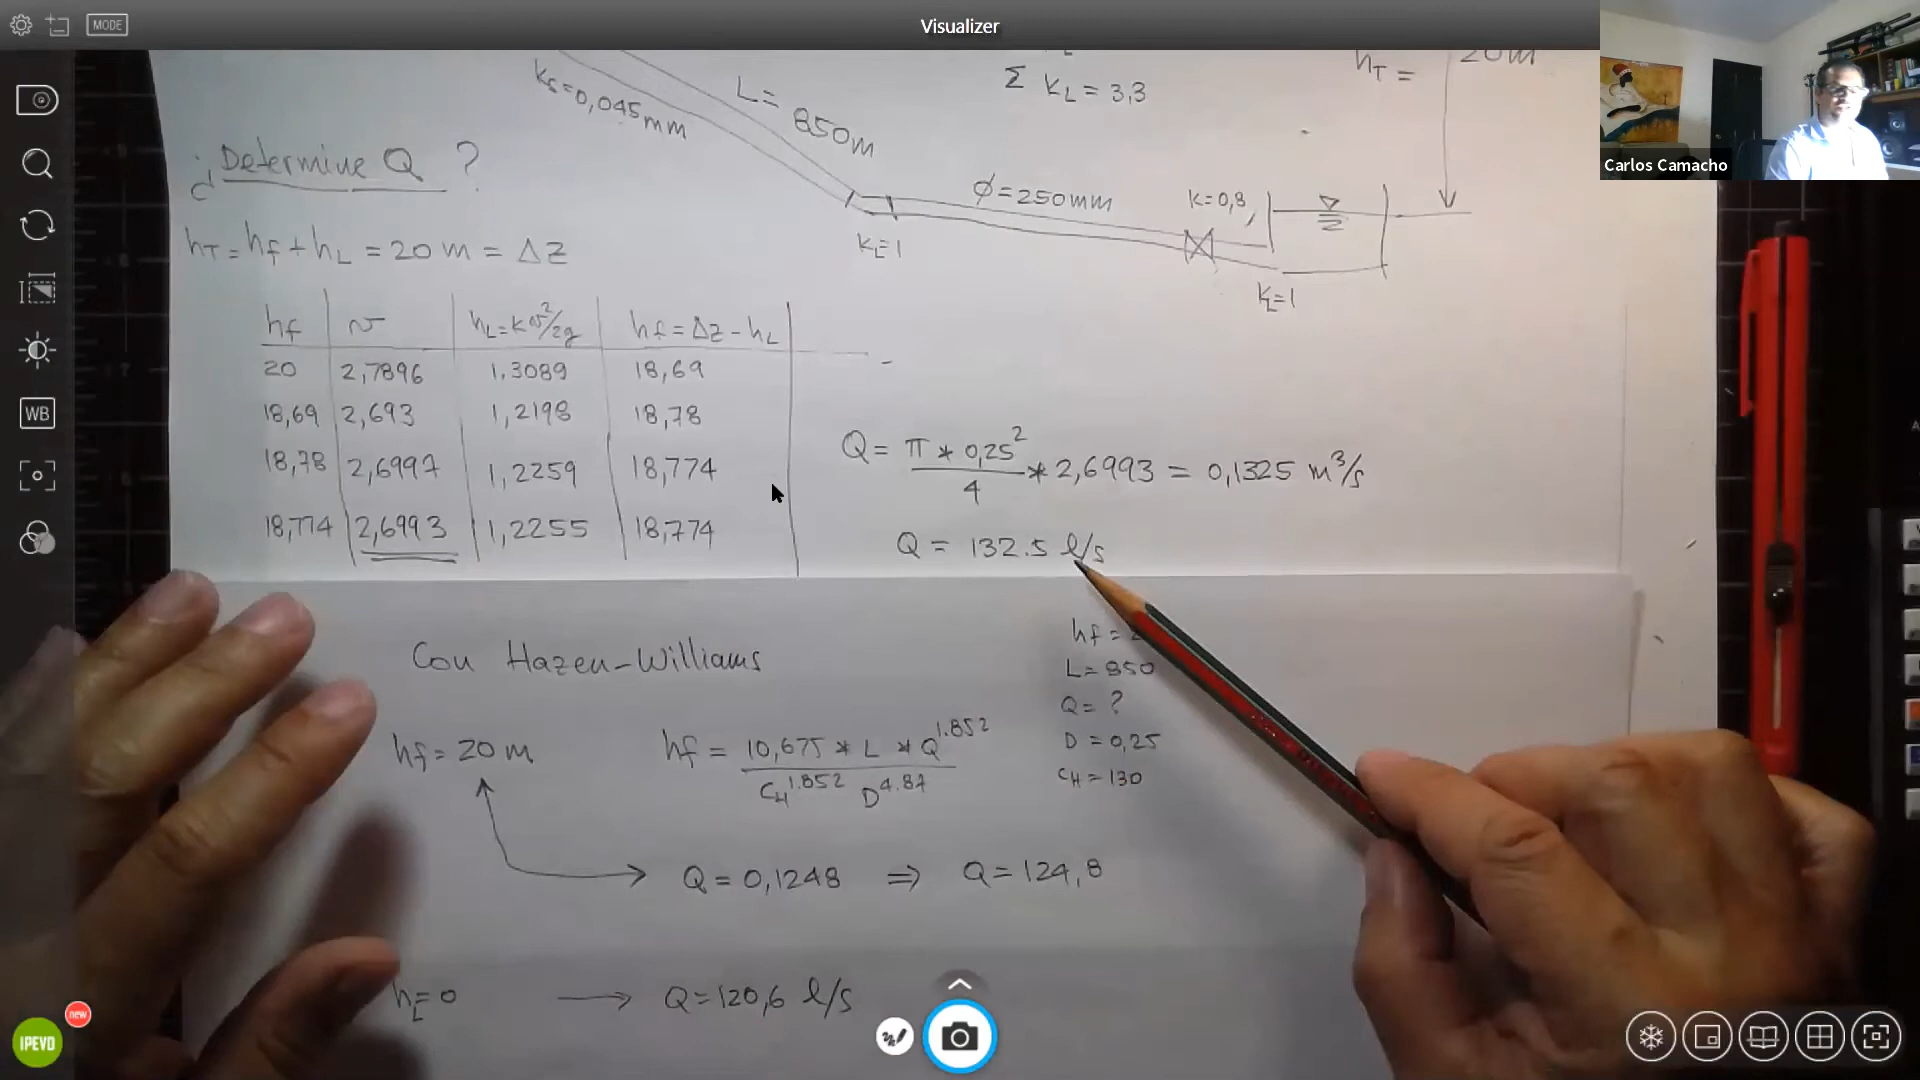 MODE
Visualizer
Carlos Camacho
WB
Σ KL = 3,3
hT =
20m
Ks=0,045mm
L= 850m
¿Determine Q ?
Ø=250mm
K=0,8
KL=1
KL=1
hT = hf + hL = 20 m = Δz
hf | v | hL=Kv²/2g | hf = Δz - hL
20 | 2,7896 | 1.3089 | 18,69
18,69 | 2,693 | 1,2198 | 18,78
18,78 | 2,6997 | 1,2259 | 18,774
18,774 | 2,6993 | 1,2255 | 18,774
Q = π * 0,25² / 4 * 2,6993 = 0,1325 m³/s
Q = 132.5 l/s
Con Hazen-Williams
hf = 20 m
hf = 10,675 * L * Q^1.852 / CH^1.852 D^4.87
hf =
L= 850
Q= ?
D = 0,25
CH = 130
Q = 0,1248 ⇒ Q = 124,8
hL=0 → Q=120,6 l/s
new
IPEVO